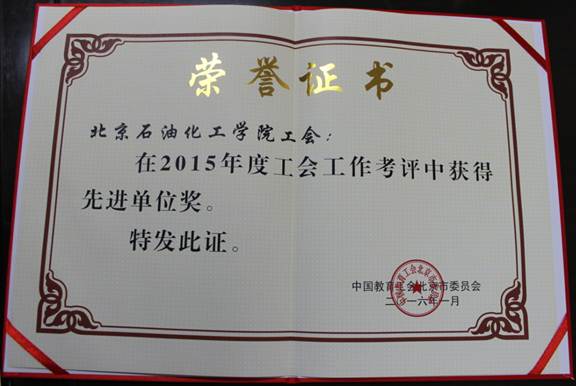 荣誉证书
北京石油化工学院工会：
在2015年度工会工作考评中获得
先进单位奖。
特发此证。
中国教育工会北京市委员会
二〇一六年一月